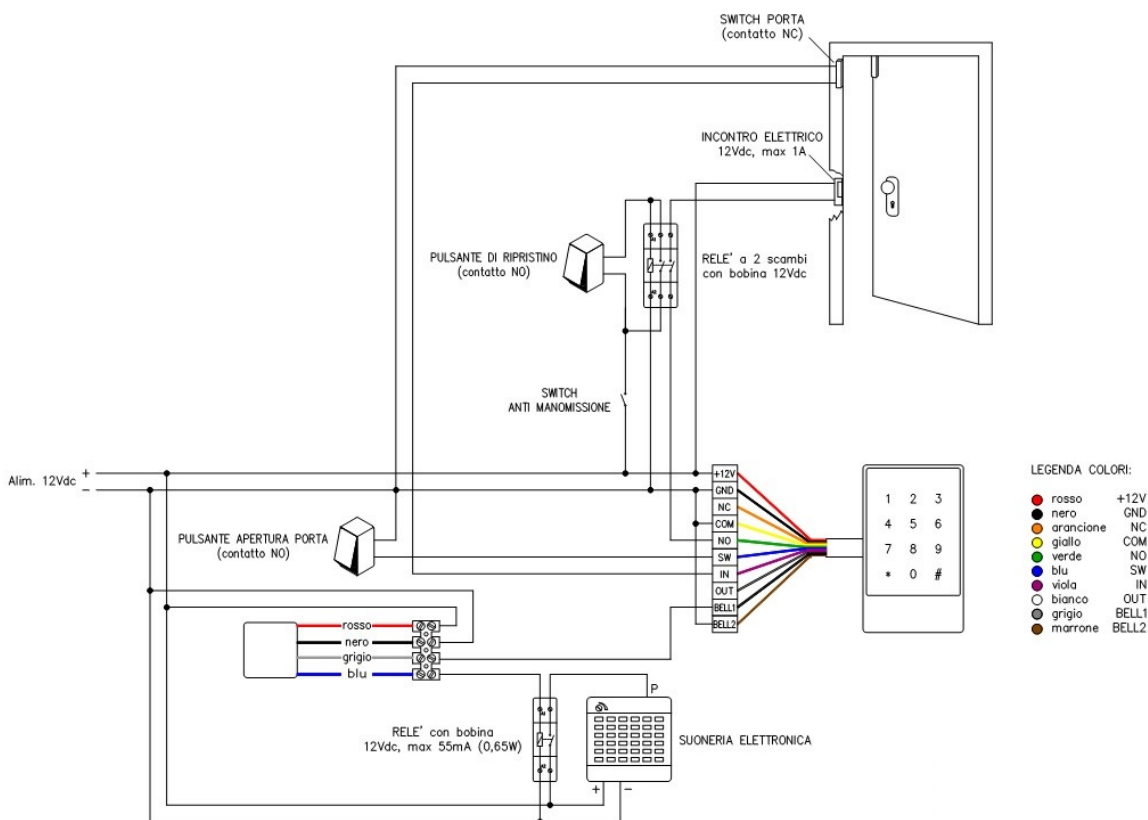 SWITCH PORTA
(contatto NC)
INCONTRO ELETTRICO
12Vdc, max 1A
PULSANTE DI RIPRISTINO
(contatto NO)
RELE' a 2 scambi
con bobina 12Vdc
SWITCH
ANTI MANOMISSIONE
Alim. 12Vdc + -
PULSANTE APERTURA PORTA
(contatto NO)
+12V
GND
NC
COM
NO
SW
IN
OUT
BELL1
BELL2
1 2 3
4 5 6
7 8 9
* 0 #
LEGENDA COLORI:
rosso +12V
nero GND
arancione NC
giallo COM
verde NO
blu SW
viola IN
bianco OUT
grigio BELL1
marrone BELL2
rosso
nero
grigio
blu
RELE' con bobina
12Vdc, max 55mA (0,65W)
P
SUONERIA ELETTRONICA
+ -